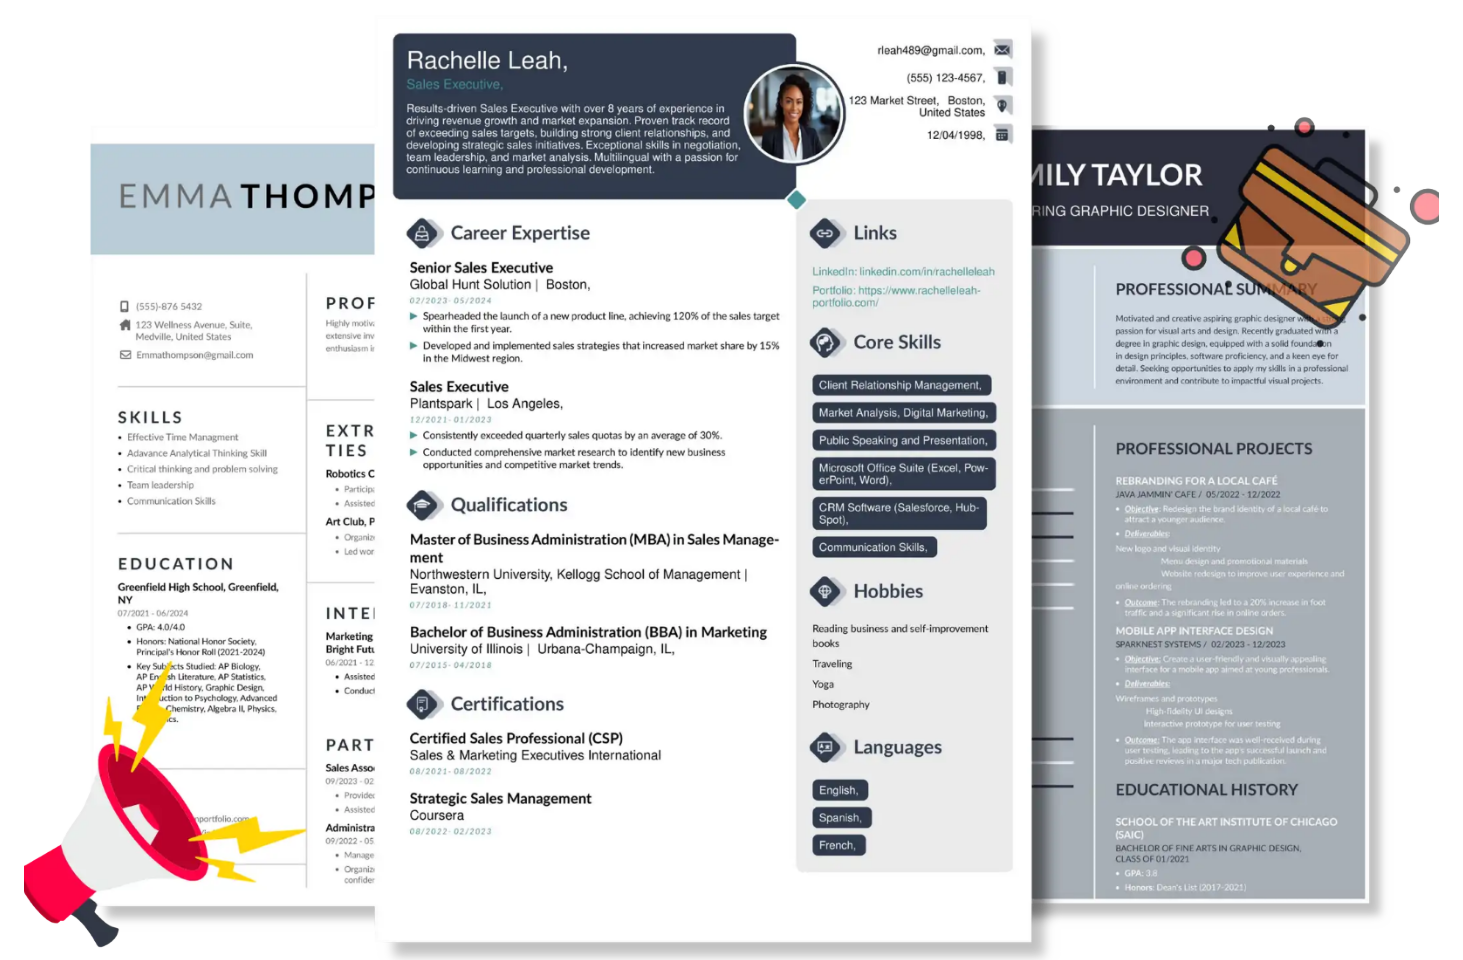 EMMA THOMP
(555)-876 5432
123 Wellness Avenue, Suite,
Medville, United States
Emmathompson@gmail.com
SKILLS
• Effective Time Managment
• Adavance Analytical Thinking Skill
• Critical thinking and problem solving
• Team leadership
• Communication Skills
EDUCATION
Greenfield High School, Greenfield,
NY
07/2021 - 06/2024
• GPA: 4.0/4.0
• Honors: National Honor Society,
Principal's Honor Roll (2021-2024)
• Key Subjects Studied: AP Biology,
AP English Literature, AP Statistics,
AP World History, Graphic Design,
to Psychology, Advanced
Chemistry, Algebra II, Physics,
PROF
Highly motiv
extensive inv
enthusiasm i
EXTR
TIES
Robotics C
• Particip
• Assisted
Art Club, P
• Organiz
• Led wor
INTE
Marketing
Bright Futu
06/2021 - 12
• Assisted
• Conduct
PART
Sales Asso
09/2023 - 02
• Provided
• Assisted
Administra
09/2022 - 05
• Manage
• Organiz
confider
Rachelle Leah,
Sales Executive,
Results-driven Sales Executive with over 8 years of experience in
driving revenue growth and market expansion. Proven track record
of exceeding sales targets, building strong client relationships, and
developing strategic sales initiatives. Exceptional skills in negotiation,
team leadership, and market analysis. Multilingual with a passion for
continuous learning and professional development.
rleah489@gmail.com,
(555) 123-4567,
123 Market Street, Boston,
United States
12/04/1998,
Career Expertise
Senior Sales Executive
Global Hunt Solution | Boston,
02/2023-05/2024
Spearheaded the launch of a new product line, achieving 120% of the sales target
within the first year.
Developed and implemented sales strategies that increased market share by 15%
in the Midwest region.
Sales Executive
Plantspark | Los Angeles,
12/2021-01/2023
Consistently exceeded quarterly sales quotas by an average of 30%.
Conducted comprehensive market research to identify new business
opportunities and competitive market trends.
Qualifications
Master of Business Administration (MBA) in Sales Manage-
ment
Northwestern University, Kellogg School of Management |
Evanston, IL,
07/2018-11/2021
Bachelor of Business Administration (BBA) in Marketing
University of Illinois | Urbana-Champaign, IL,
07/2015-04/2018
Certifications
Certified Sales Professional (CSP)
Sales & Marketing Executives International
08/2021-08/2022
Strategic Sales Management
Coursera
08/2022-02/2023
Links
LinkedIn: linkedin.com/in/rachelleleah
Portfolio: https://www.rachelleleah-
portfolio.com/
Core Skills
Client Relationship Management,
Market Analysis, Digital Marketing,
Public Speaking and Presentation,
Microsoft Office Suite (Excel, Pow-
erPoint, Word),
CRM Software (Salesforce, Hub-
Spot),
Communication Skills,
Hobbies
Reading business and self-improvement
books
Traveling
Yoga
Photography
Languages
English,
Spanish,
French,
MILY TAYLOR
RING GRAPHIC DESIGNER
PROFESSIONAL SUMMARY
Motivated and creative aspiring graphic designer with a strong
passion for visual arts and design. Recently graduated with a
degree in graphic design, equipped with a solid foundation
in design principles, software proficiency, and a keen eye for
detail. Seeking opportunities to apply my skills in a professional
environment and contribute to impactful visual projects.
PROFESSIONAL PROJECTS
REBRANDING FOR A LOCAL CAFÉ
JAVA JAMMIN' CAFE / 05/2022 - 12/2022
• Objective: Redesign the brand identity of a local café to
attract a younger audience.
• Deliverables:
New logo and visual identity
Menu design and promotional materials
Website redesign to improve user experience and
online ordering
• Outcome: The rebranding led to a 20% increase in foot
traffic and a significant rise in online orders.
MOBILE APP INTERFACE DESIGN
SPARKNEST SYSTEMS / 02/2023 - 12/2023
• Objective: Create a user-friendly and visually appealing
interface for a mobile app aimed at young professionals.
• Deliverables:
Wireframes and prototypes
High-fidelity UI designs
Interactive prototype for user testing
• Outcome: The app interface was well-received during
user testing, leading to the app's successful launch and
positive reviews in a major tech publication.
EDUCATIONAL HISTORY
SCHOOL OF THE ART INSTITUTE OF CHICAGO
(SAIC)
BACHELOR OF FINE ARTS IN GRAPHIC DESIGN,
CLASS OF 01/2021
• GPA: 3.8
• Honors: Dean's List (2017-2021)